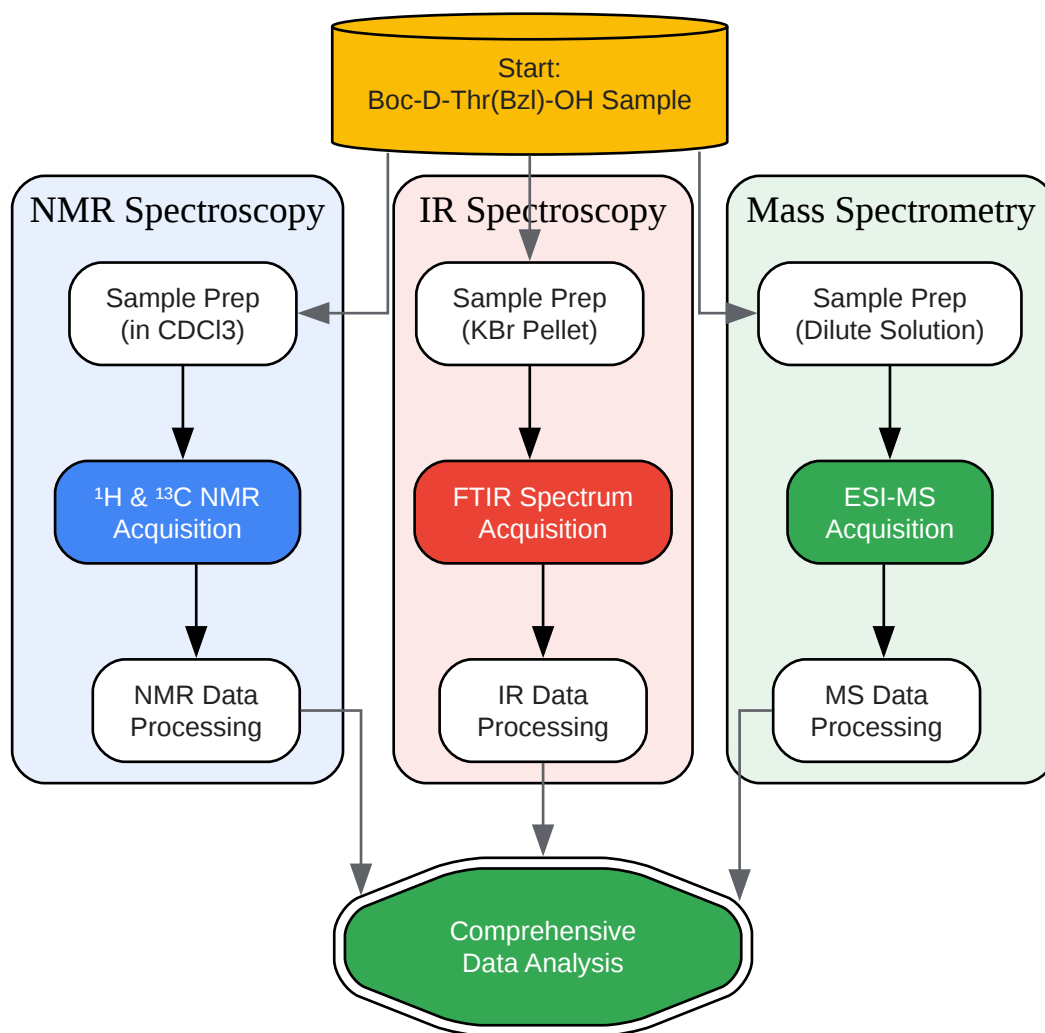 Start:
Boc-D-Thr(Bzl)-OH Sample
NMR Spectroscopy
Sample Prep
(in CDCl3)
¹H & ¹³C NMR
Acquisition
NMR Data
Processing
IR Spectroscopy
Sample Prep
(KBr Pellet)
FTIR Spectrum
Acquisition
IR Data
Processing
Mass Spectrometry
Sample Prep
(Dilute Solution)
ESI-MS
Acquisition
MS Data
Processing
Comprehensive
Data Analysis